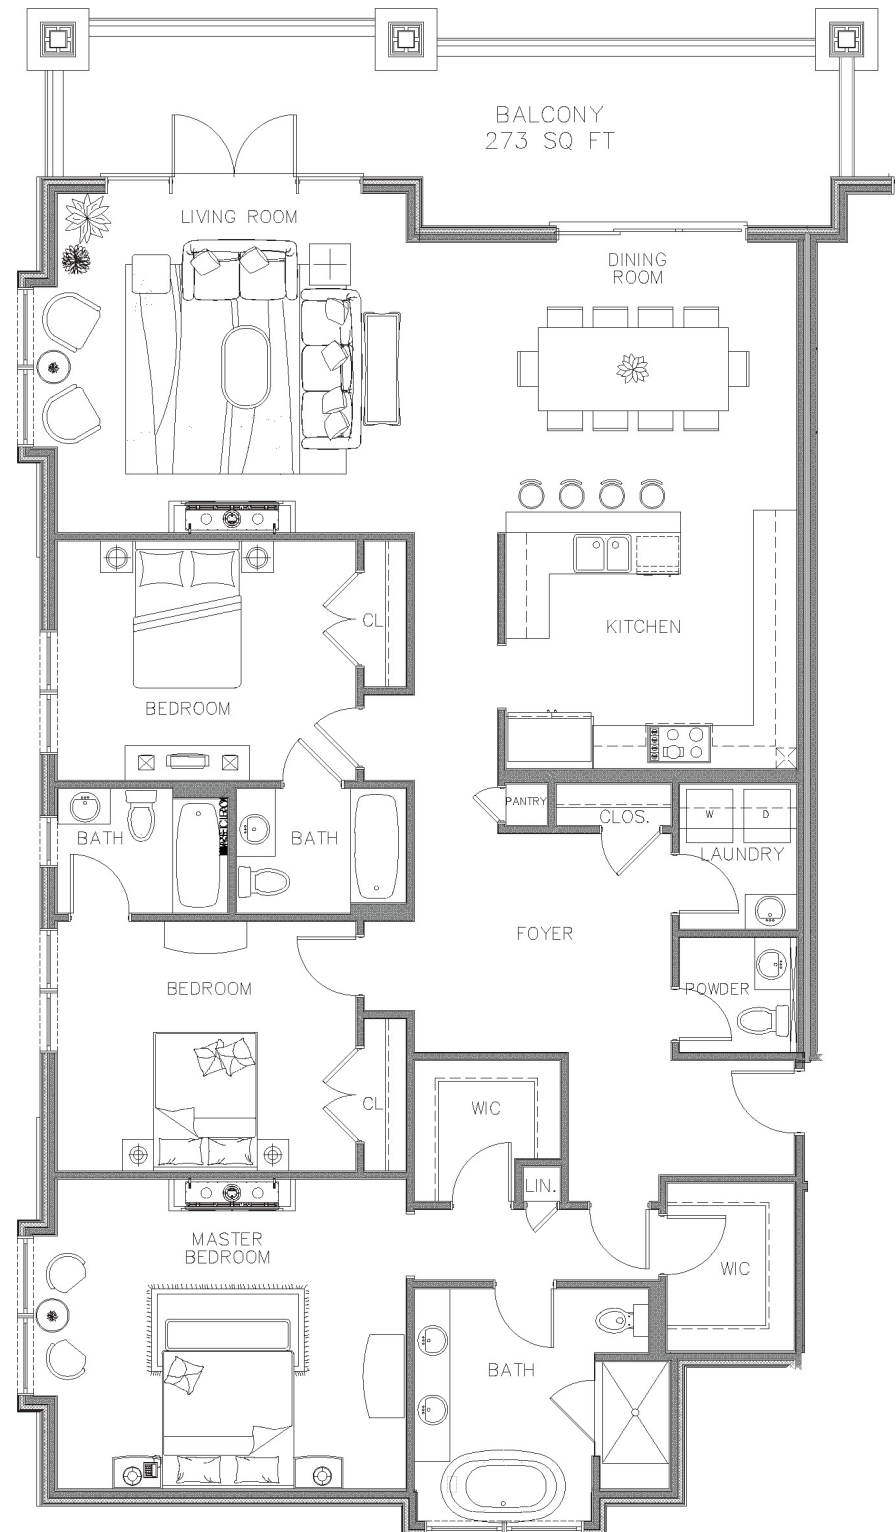 BALCONY
273 SQ FT
LIVING ROOM
DINING
ROOM
CL
KITCHEN
BEDROOM
PANTRY
CLOS.
W
D
BATH
BATH
LAUNDRY
FOYER
BEDROOM
POWDER
CL
WIC
LIN.
MASTER
BEDROOM
WIC
BATH